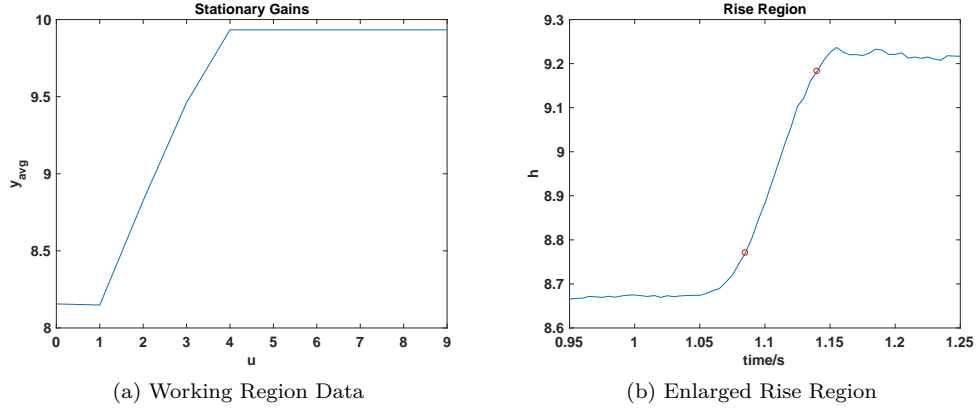 Stationary Gains
10
9.5
9
8.5
8
y_avg
0 1 2 3 4 5 6 7 8 9
u
(a) Working Region Data
Rise Region
9.3
9.2
9.1
9
8.9
8.8
8.7
8.6
h
0.95 1 1.05 1.1 1.15 1.2 1.25
time/s
(b) Enlarged Rise Region